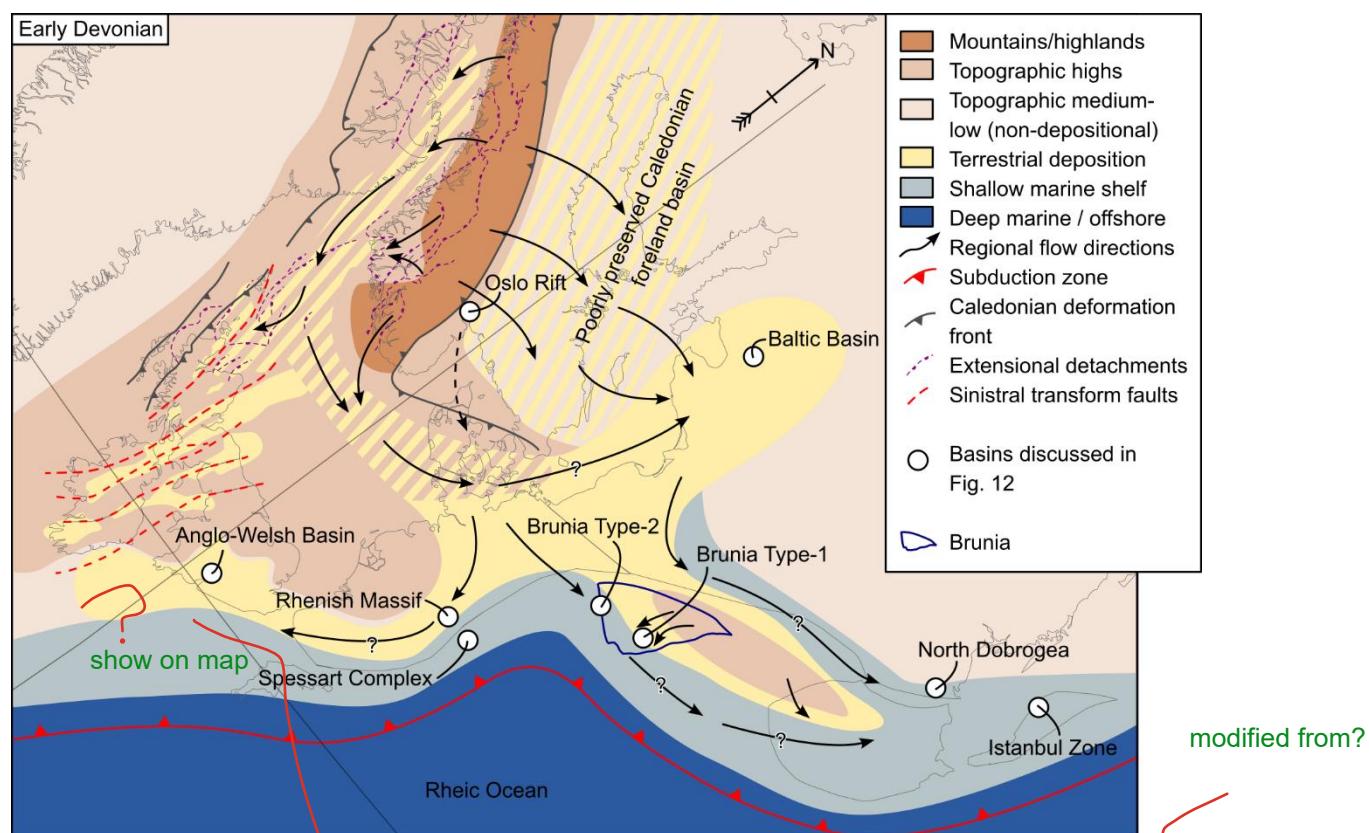 Early Devonian
Mountains/highlands
Topographic highs
Topographic medium-
low (non-depositional)
Terrestrial deposition
Shallow marine shelf
Deep marine / offshore
Regional flow directions
Subduction zone
Caledonian deformation
front
Extensional detachments
Sinistral transform faults
Basins discussed in
Fig. 12
Brunia
N
Poorly preserved Caledonian
foreland basin
Oslo Rift
Baltic Basin
?
Anglo-Welsh Basin
Brunia Type-2
Brunia Type-1
Rhenish Massif
?
?
show on map
Spessart Complex
?
North Dobrogea
?
Istanbul Zone
modified from?
Rheic Ocean